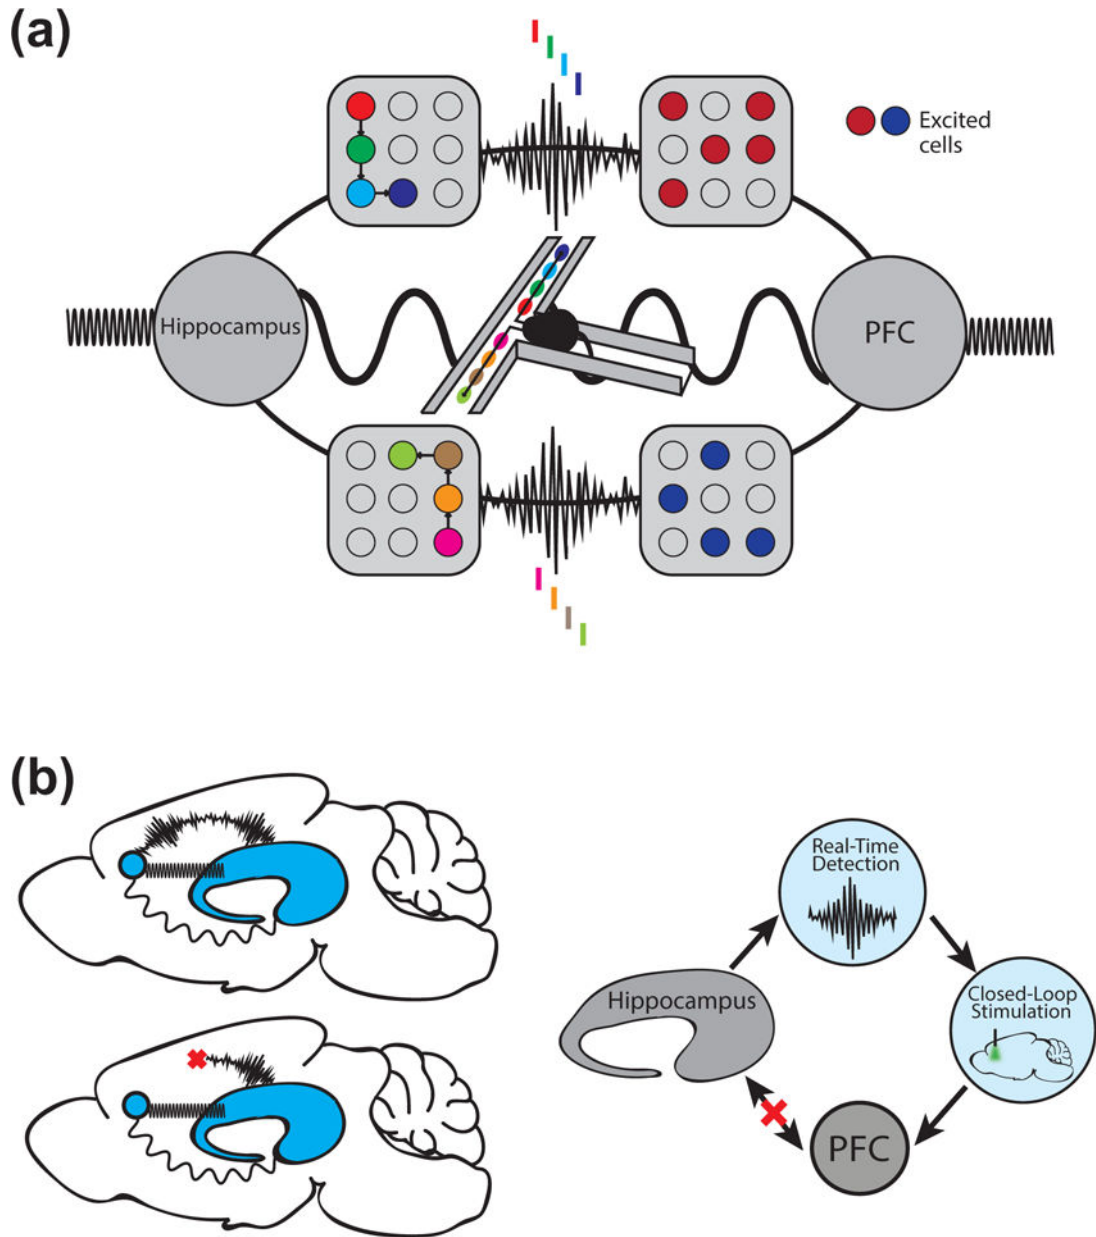 (a)
Excited
cells
Hippocampus
PFC
(b)
Real-Time
Detection
Hippocampus
Closed-Loop
Stimulation
PFC